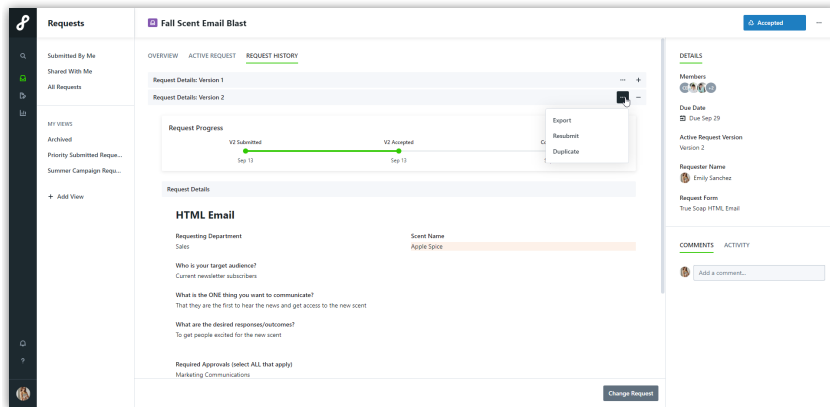 Requests
Fall Scent Email Blast
Accepted
Submitted By Me
Shared With Me
All Requests
MY VIEWS
Archived
Priority Submitted Reque...
Summer Campaign Requ...
+ Add View
OVERVIEW ACTIVE REQUEST REQUEST HISTORY
Request Details: Version 1
Request Details: Version 2
Export
Resubmit
Duplicate
Request Progress
V2 Submitted V2 Accepted
Sep 13 Sep 13
Request Details
HTML Email
Requesting Department Scent Name
Sales Apple Spice
Who is your target audience?
Current newsletter subscribers
What is the ONE thing you want to communicate?
That they are the first to hear the news and get access to the new scent
What are the desired responses/outcomes?
To get people excited for the new scent
Required Approvals (select ALL that apply)
Marketing Communications
Change Request
DETAILS
Members
Due Date
Due Sep 29
Active Request Version
Version 2
Requester Name
Emily Sanchez
Request Form
True Soap HTML Email
COMMENTS ACTIVITY
Add a comment...